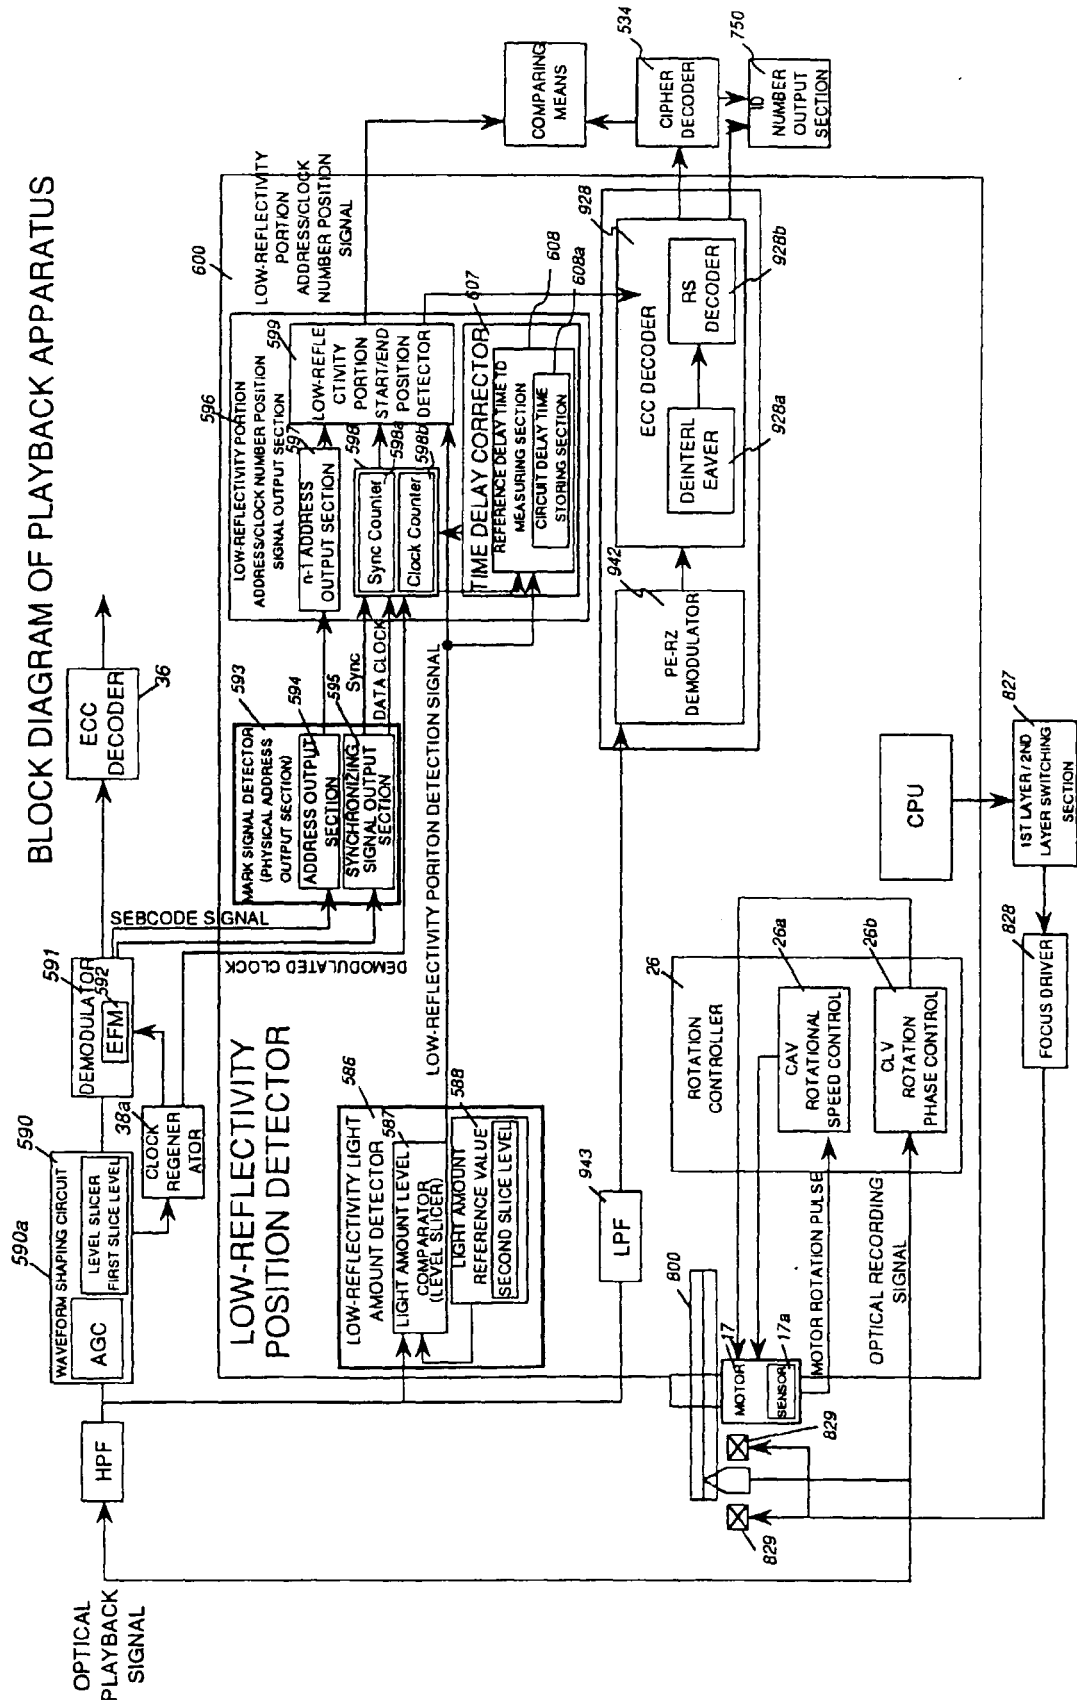 BLOCK DIAGRAM OF PLAYBACK APPARATUS
OPTICAL
PLAYBACK
SIGNAL
HPF
590a
590
WAVEFORM SHAPING CIRCUIT
AGC
LEVEL SLICER
FIRST SLICE LEVEL
38a
CLOCK
REGENER
ATOR
591
DEMODULATOR
592
EFM
ECC
DECODER
36
SEBCODE SIGNAL
DEMODULATED CLOCK
LOW-REFLECTIVITY
POSITION DETECTOR
600
586
LOW-REFLECTIVITY LIGHT
AMOUNT DETECTOR
587
LIGHT AMOUNT LEVEL
COMPARATOR
(LEVEL SLICER)
588
LIGHT AMOUNT
REFERENCE VALUE
SECOND SLICE LEVEL
LOW-REFLECTIVITY PORITON DETECTION SIGNAL
593
MARK SIGNAL DETECTOR
(PHYSICAL ADDRESS
OUTPUT SECTION)
594
ADDRESS OUTPUT
SECTION
595
SYNCHRONIZING
SIGNAL OUTPUT
SECTION
Sync
DATA CLOCK
596
LOW-REFLECTIVITY PORTION
ADDRESS/CLOCK NUMBER POSITION
SIGNAL OUTPUT SECTION
597
n-1 ADDRESS
OUTPUT SECTION
598
598a
Sync Counter
598b
Clock Counter
599
LOW-REFLE
CTIVITY
PORTION
START/END
POSITION
DETECTOR
LOW-REFLECTIVITY
PORTION
ADDRESS/CLOCK
NUMBER POSITION
SIGNAL
607
TIME DELAY CORRECTOR
608
REFERENCE DELAY TIME TD
MEASURING SECTION
608a
CIRCUIT DELAY TIME
STORING SECTION
COMPARING
MEANS
534
CIPHER
DECODER
750
ID
NUMBER
OUTPUT
SECTION
943
LPF
942
PE-RZ
DEMODULATOR
928
ECC DECODER
DEINTERL
EAVER
928a
RS
DECODER
928b
800
17
MOTOR
17a
SENSOR
829
829
MOTOR ROTATION PULSE
OPTICAL RECORDING
SIGNAL
26
ROTATION
CONTROLLER
26a
CAV
ROTATIONAL
SPEED CONTROL
26b
CLV
ROTATION
PHASE CONTROL
CPU
827
1ST LAYER / 2ND
LAYER SWITCHING
SECTION
828
FOCUS DRIVER